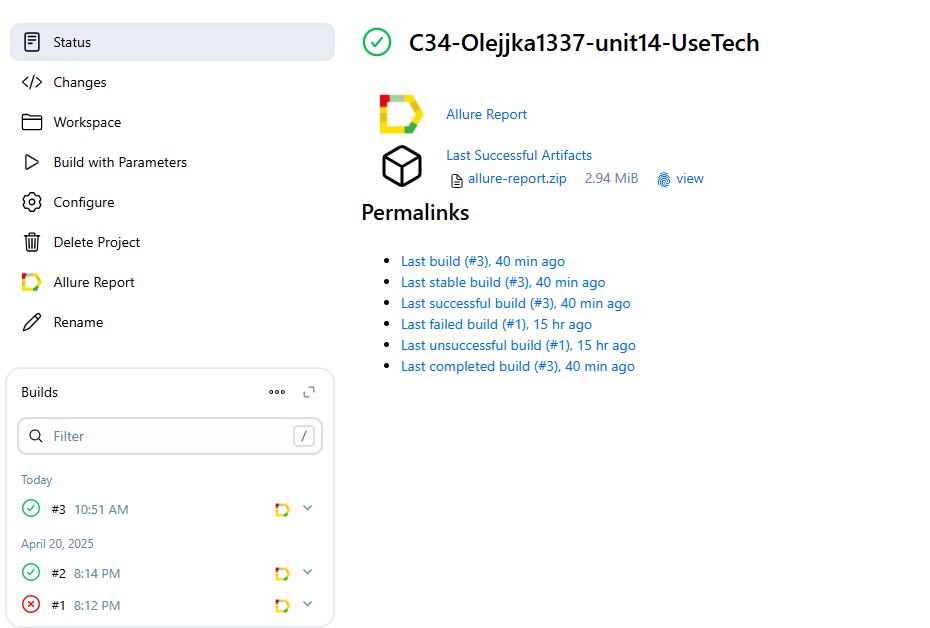 Status
Changes
Workspace
Build with Parameters
Configure
Delete Project
Allure Report
Rename
Builds
Filter /
Today
#3 10:51 AM
April 20, 2025
#2 8:14 PM
#1 8:12 PM
C34-Olejjka1337-unit14-UseTech
Allure Report
Last Successful Artifacts
allure-report.zip 2.94 MiB view
Permalinks
Last build (#3), 40 min ago
Last stable build (#3), 40 min ago
Last successful build (#3), 40 min ago
Last failed build (#1), 15 hr ago
Last unsuccessful build (#1), 15 hr ago
Last completed build (#3), 40 min ago